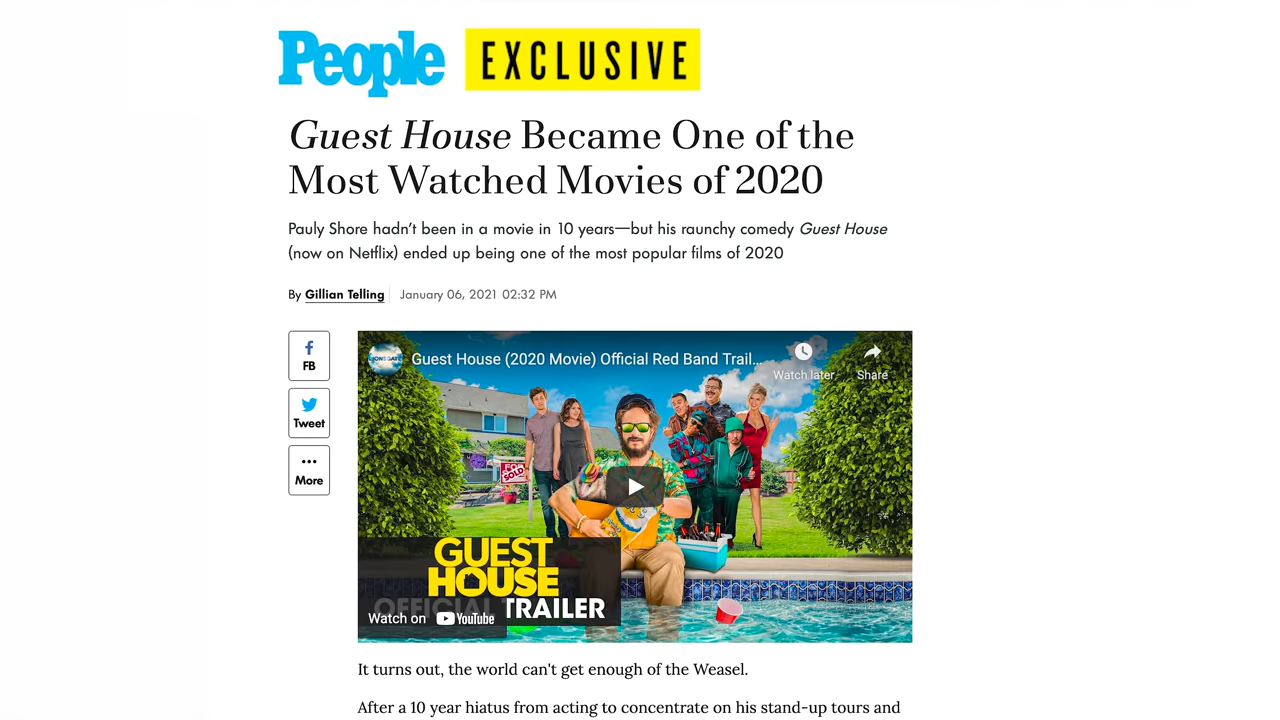 People EXCLUSIVE
Guest House Became One of the
Most Watched Movies of 2020
Pauly Shore hadn’t been in a movie in 10 years—but his raunchy comedy Guest House
(now on Netflix) ended up being one of the most popular films of 2020
By Gillian Telling January 06, 2021 02:32 PM
FB
Tweet
More
Guest House (2020 Movie) Official Red Band Trail...
Watch later
Share
FOR
SOLD
GUEST
HOUSE
OFFICIAL TRAILER
Watch on YouTube
It turns out, the world can't get enough of the Weasel.
After a 10 year hiatus from acting to concentrate on his stand-up tours and